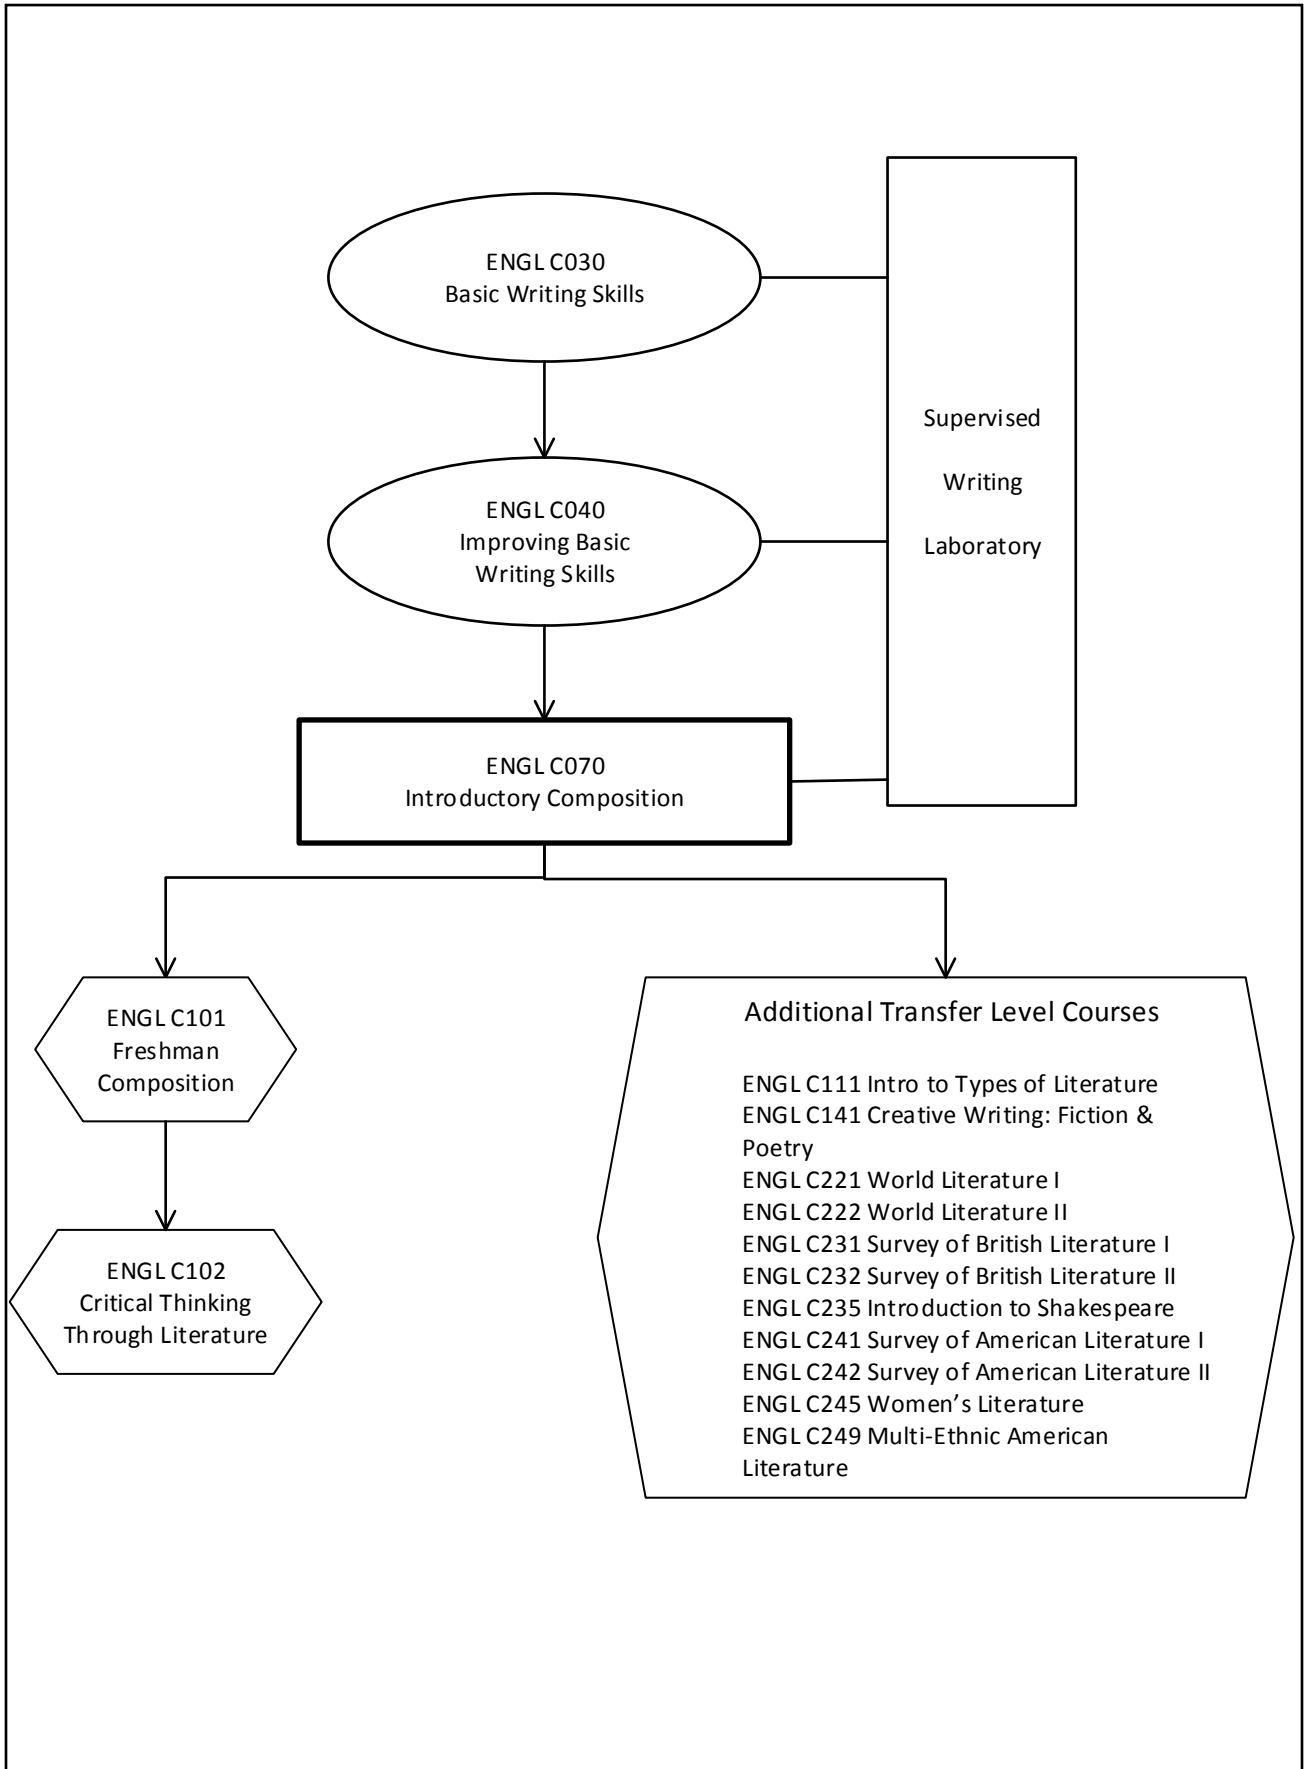 ENGL C030
Basic Writing Skills
Supervised
Writing
Laboratory
ENGL C040
Improving Basic
Writing Skills
ENGL C070
Introductory Composition
ENGL C101
Freshman
Composition
ENGL C102
Critical Thinking
Through Literature
Additional Transfer Level Courses
ENGL C111 Intro to Types of Literature
ENGL C141 Creative Writing: Fiction &
Poetry
ENGL C221 World Literature I
ENGL C222 World Literature II
ENGL C231 Survey of British Literature I
ENGL C232 Survey of British Literature II
ENGL C235 Introduction to Shakespeare
ENGL C241 Survey of American Literature I
ENGL C242 Survey of American Literature II
ENGL C245 Women’s Literature
ENGL C249 Multi-Ethnic American
Literature